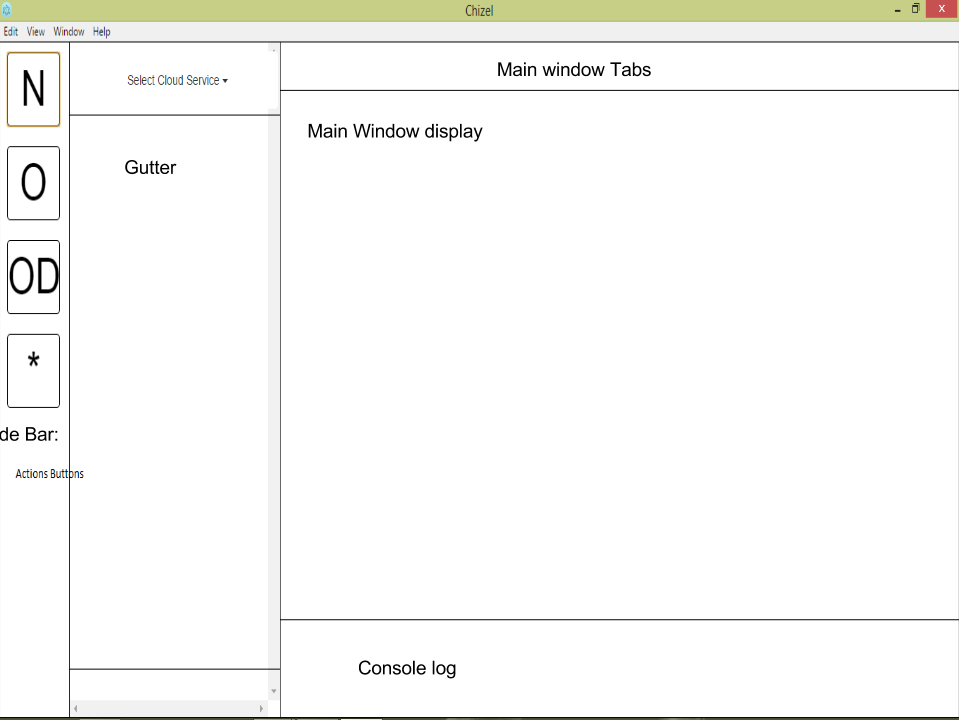 Chizel
x
Edit View Window Help
N
O
OD
*
de Bar:
Actions Buttons
Select Cloud Service
Gutter
Main window Tabs
Main Window display
Console log